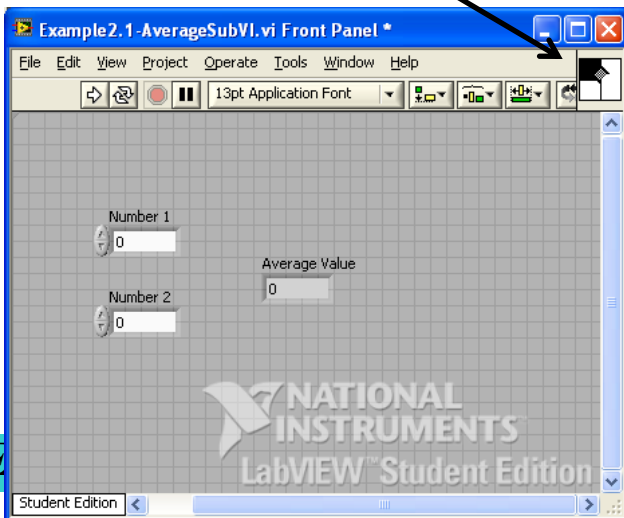 Example2.1-AverageSubVI.vi Front Panel *
File Edit View Project Operate Tools Window Help
13pt Application Font
Number 1
0
Average Value
0
Number 2
0
NATIONAL
INSTRUMENTS
LabVIEW™ Student Edition
Student Edition